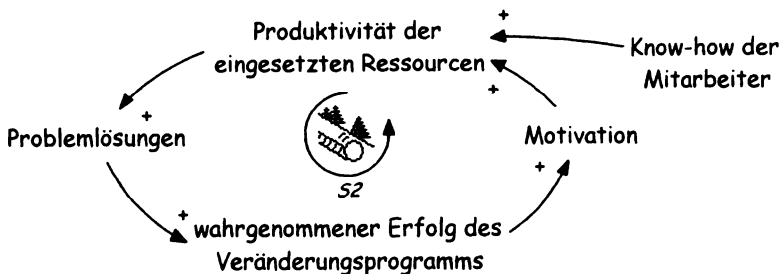 +
Produktivität der
eingesetzten Ressourcen
Know-how der
Mitarbeiter
+
+
Problemlösungen
Motivation
+
S2
+
wahrgenommener Erfolg des
Veränderungsprogramms